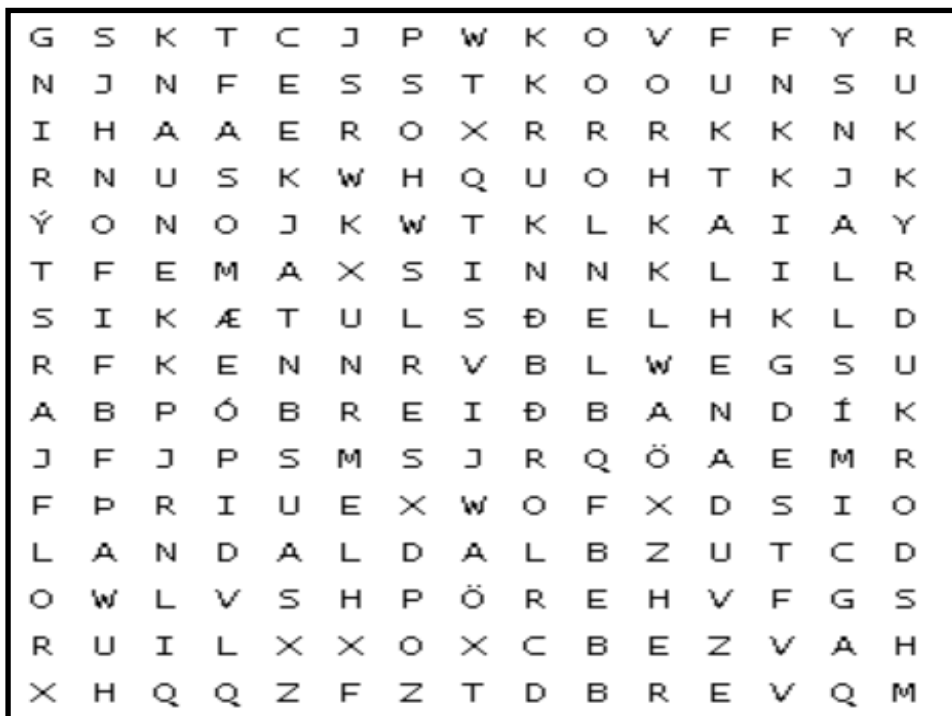 G S K T C J P W K O V F F Y R
N J N F E S S T K O O U N S U
I H A A E R O X R R R K K N K
R N U S K W H Q U O H T K J K
Ý O N O J K W T K L K A I A Y
T F E M A X S I N N K L I L R
S I K Æ T U L S Ð E L H K L D
R F K E N N R V B L W E G S U
A B P Ó B R E I Ð B A N D Í K
J F J P S M S J R Q Ö A E M R
F Þ R I U E X W O F X D S I O
L A N D A L D A L B Z U T C D
O W L V S H P Ö R E H V F G S
R U I L X X O X C B E Z V A H
X H Q Q Z F Z T D B R E V Q M